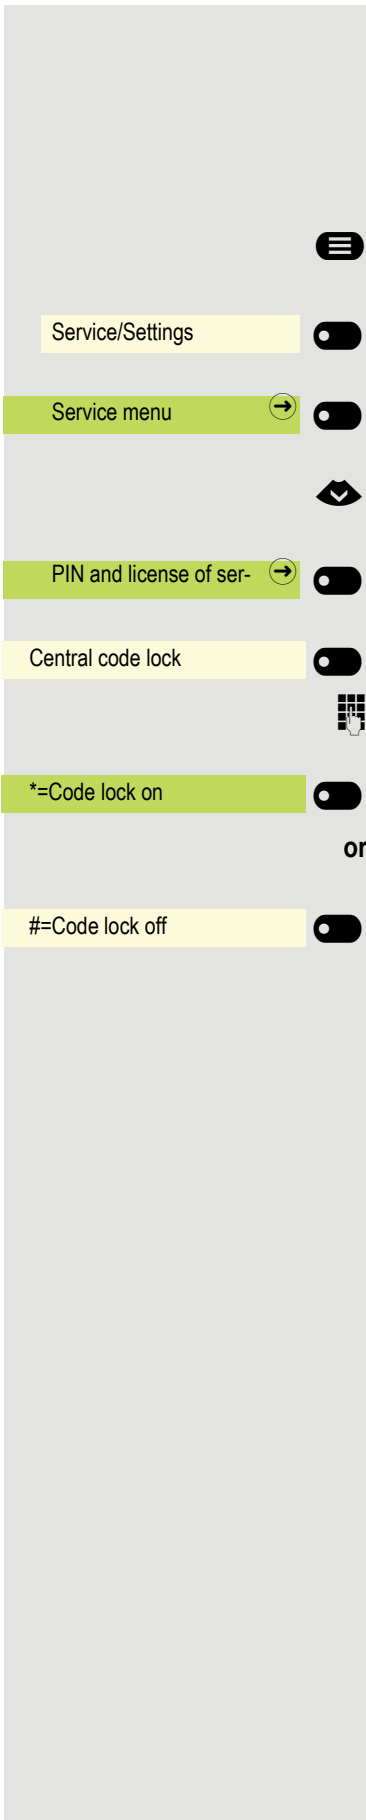 Service/Settings
Service menu
PIN and license of ser-
Central code lock
*=Code lock on
or
#=Code lock off